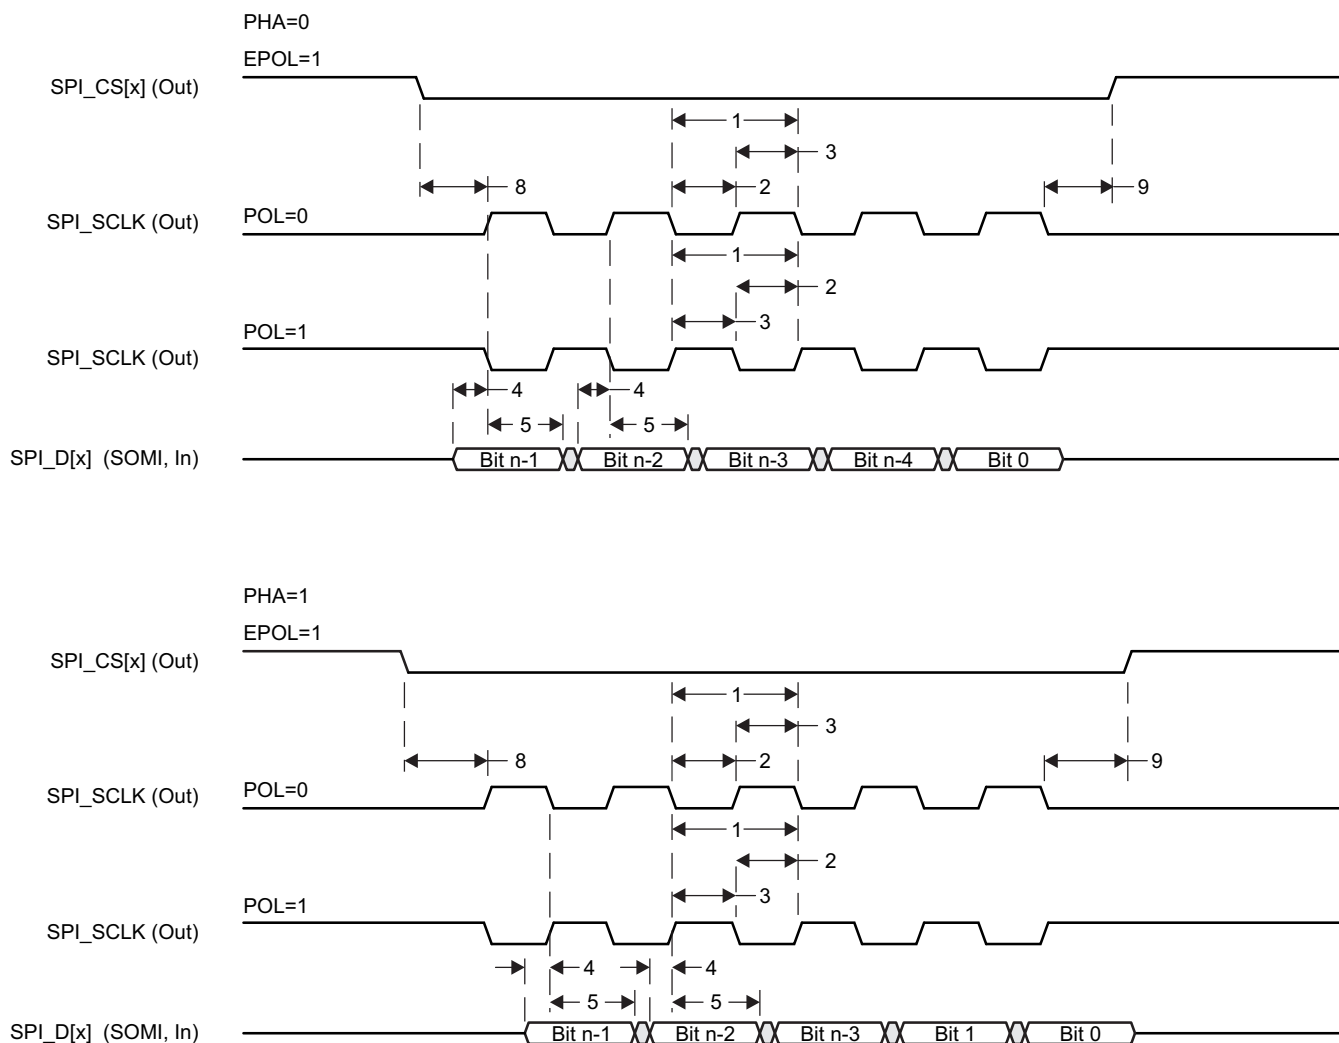 PHA=0
EPOL=1
SPI_CS[x] (Out)
1
3
8 2 9
SPI_SCLK (Out) POL=0
1
2
3
POL=1
SPI_SCLK (Out)
4 4
5 5
SPI_D[x] (SOMI, In) Bit n-1 Bit n-2 Bit n-3 Bit n-4 Bit 0
PHA=1
EPOL=1
SPI_CS[x] (Out)
1
3
8 2 9
SPI_SCLK (Out) POL=0
1
2
3
POL=1
SPI_SCLK (Out)
4 4
5 5
SPI_D[x] (SOMI, In) Bit n-1 Bit n-2 Bit n-3 Bit 1 Bit 0